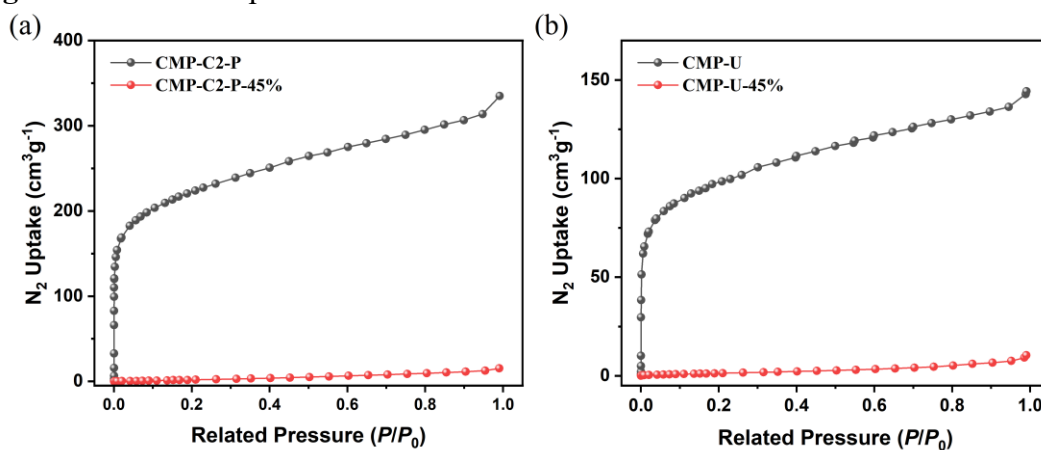 (a)
(b)
400
300
200
100
0
N₂ Uptake (cm³g⁻¹)
CMP-C2-P
CMP-C2-P-45%
0.0 0.2 0.4 0.6 0.8 1.0
Related Pressure (P/P₀)
150
100
50
0
N₂ Uptake (cm³g⁻¹)
CMP-U
CMP-U-45%
0.0 0.2 0.4 0.6 0.8 1.0
Related Pressure (P/P₀)